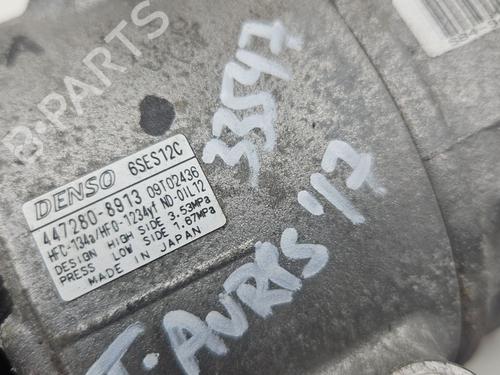 B-PARTS
DENSO 6SES12C
447280-8913 09T02436
HFC-134a/HFO-1234yf ND-OIL12
DESIGN HIGH SIDE 3.53MPa
PRESS LOW SIDE 1.87MPa
MADE IN JAPAN
33547
T. AURIS '17